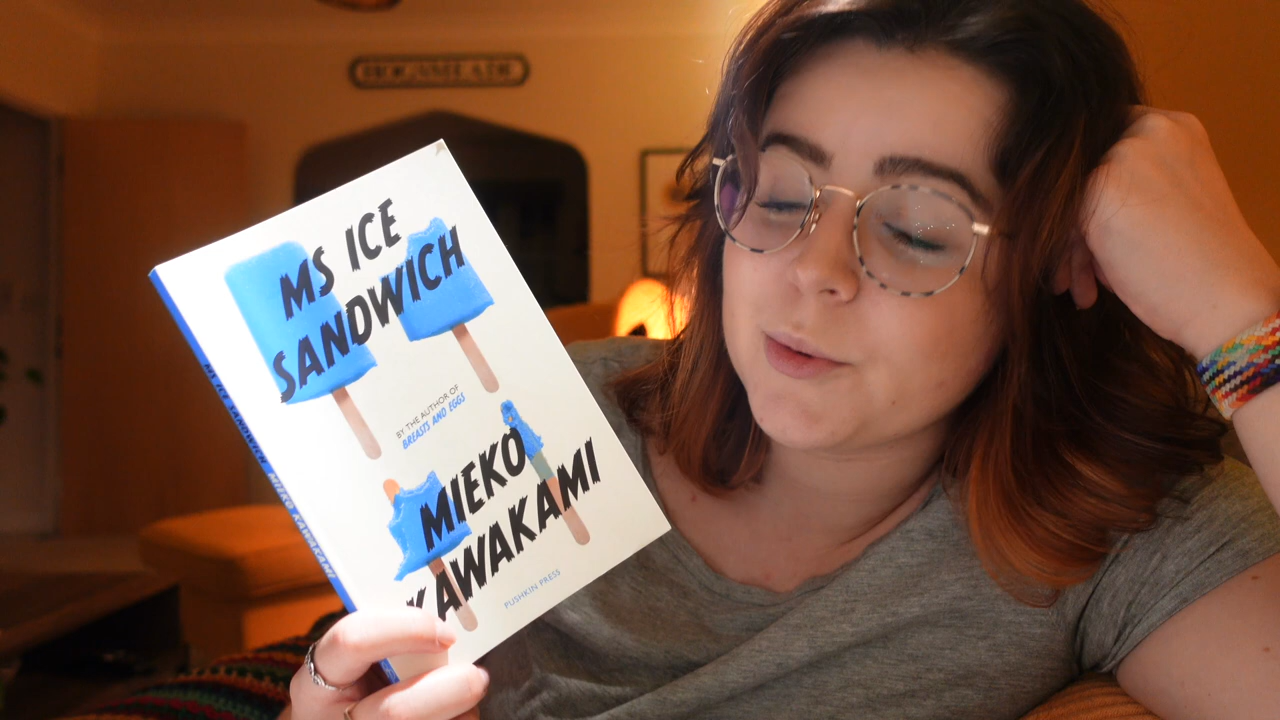 HOGSMEADE
MS ICE
SANDWICH
BY THE AUTHOR OF
BREASTS AND EGGS
MIEKO
KAWAKAMI
PUSHKIN PRESS
MS ICE SANDWICH MIEKO KAWAKAMI